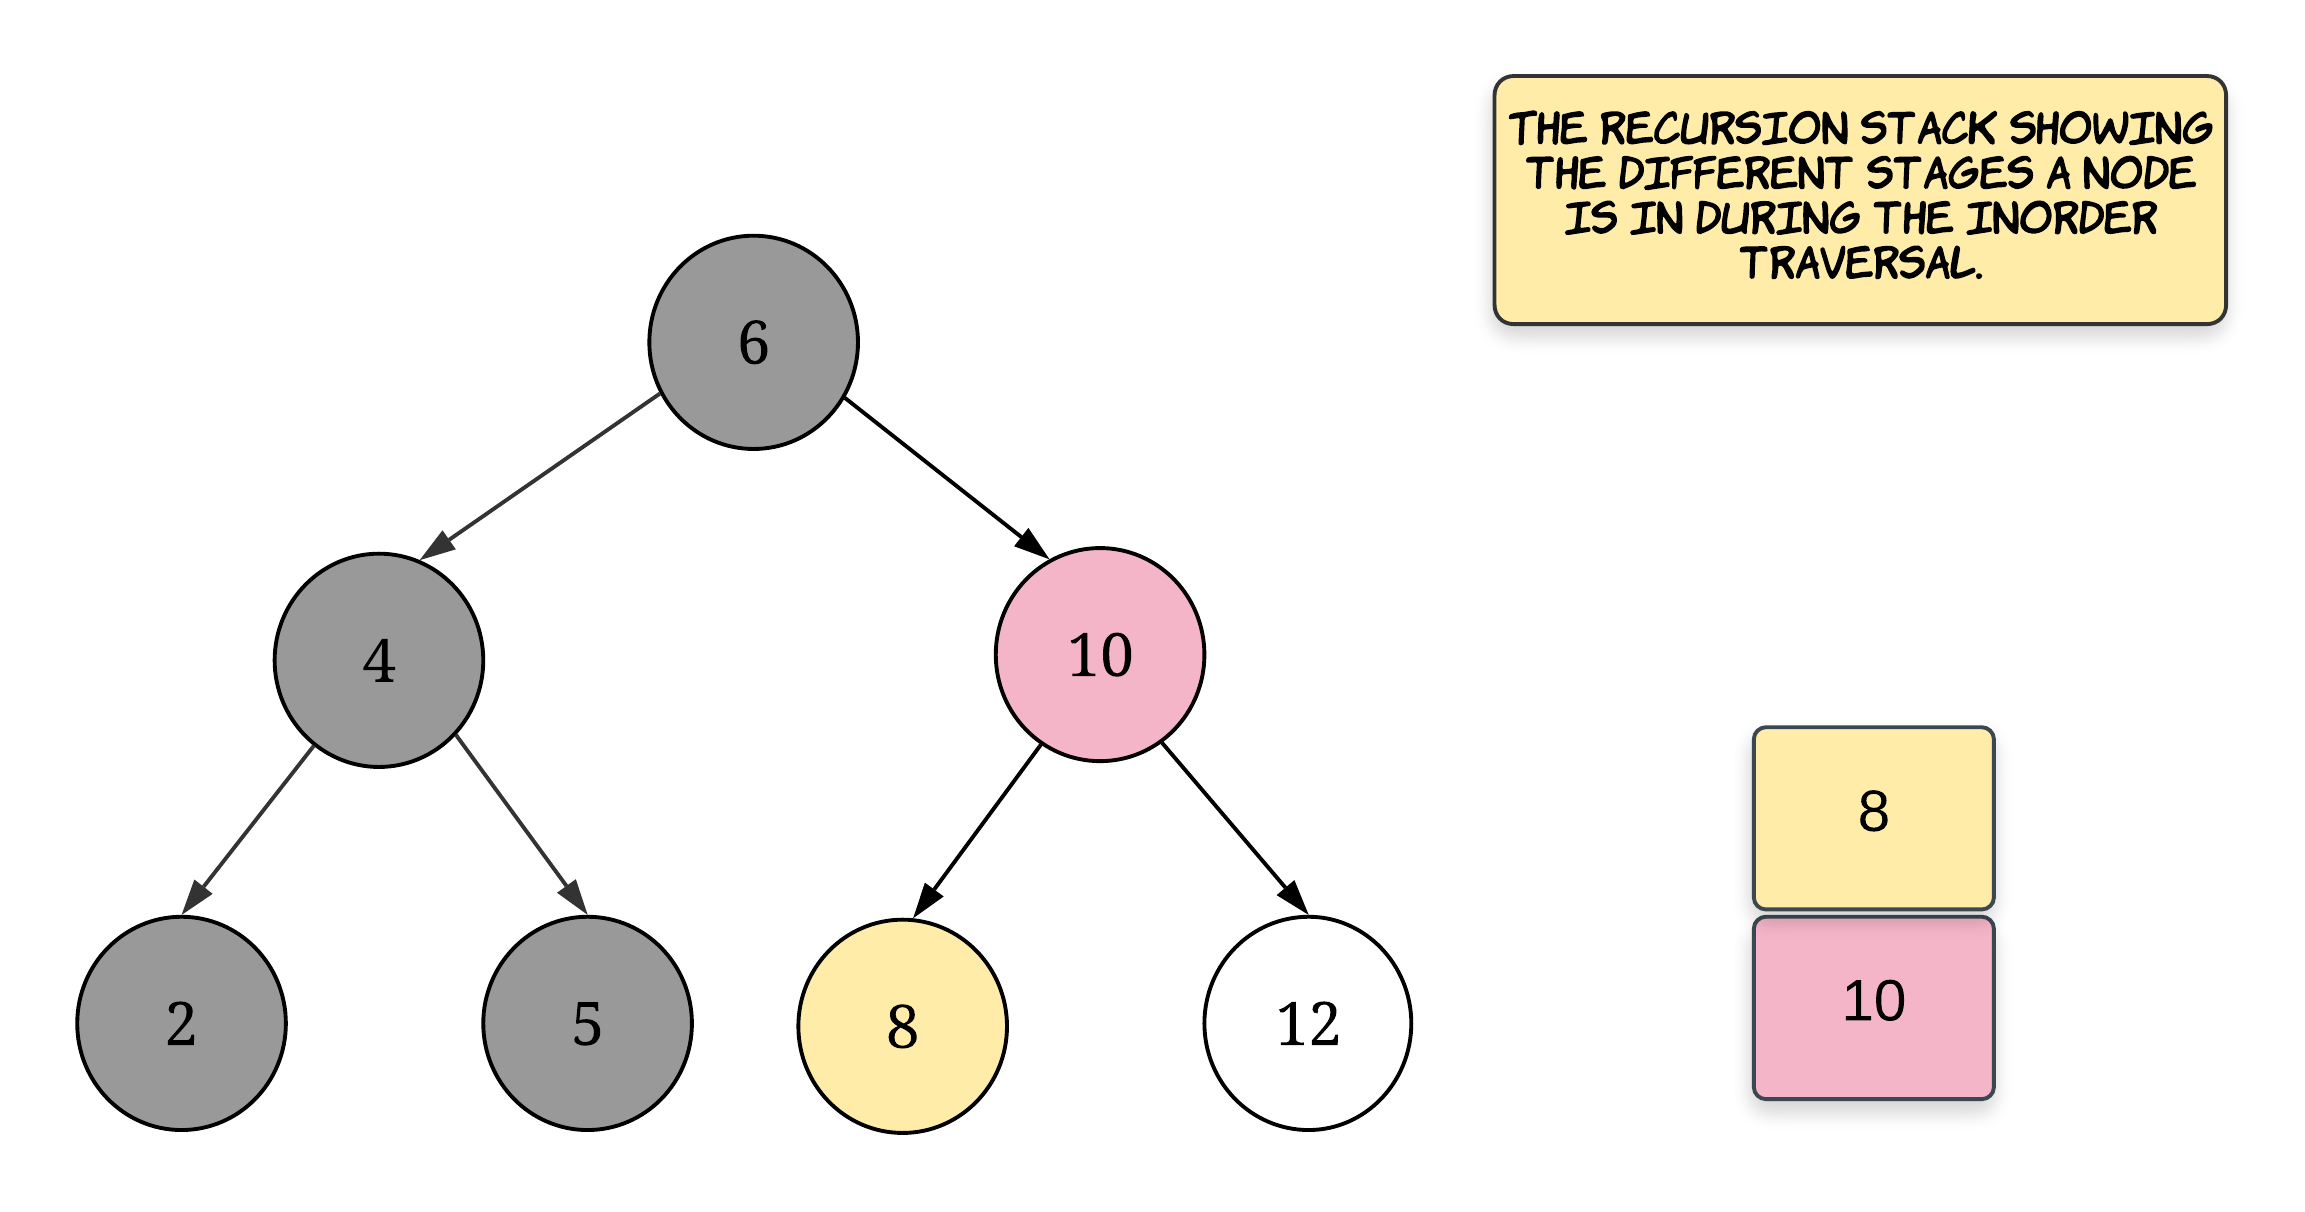 THE RECURSION STACK SHOWING
THE DIFFERENT STAGES A NODE
IS IN DURING THE INORDER
TRAVERSAL.
6
4
10
2
5
8
12
8
10